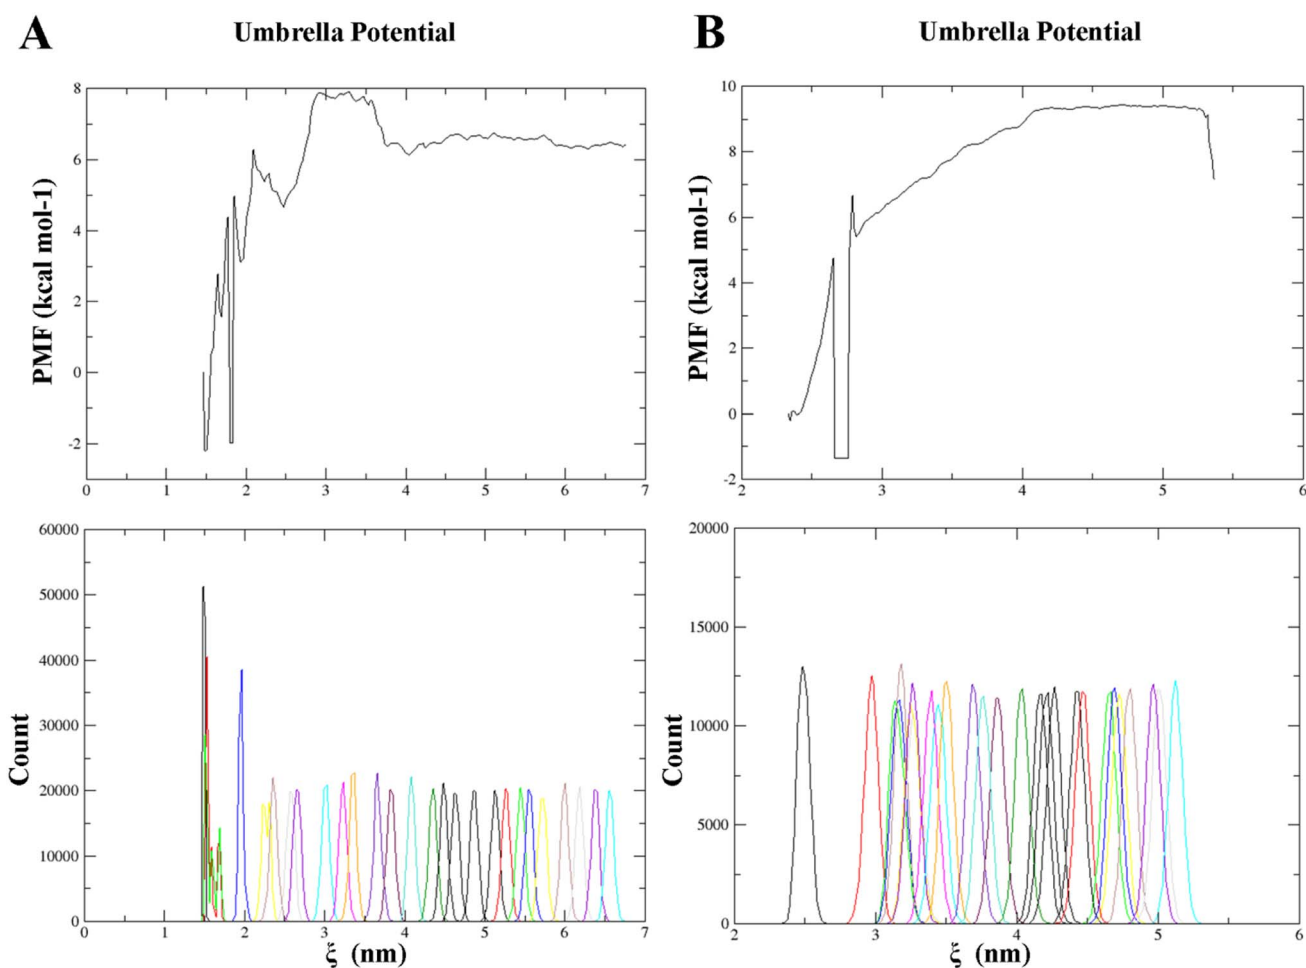 A
Umbrella Potential
B
Umbrella Potential
8
6
4
2
0
-2
PMF (kcal mol-1)
0 1 2 3 4 5 6 7
10
8
6
4
2
0
-2
PMF (kcal mol-1)
2 3 4 5 6
60000
50000
40000
30000
20000
10000
0
Count
0 1 2 3 4 5 6 7
ξ (nm)
20000
15000
10000
5000
0
Count
2 3 4 5 6
ξ (nm)